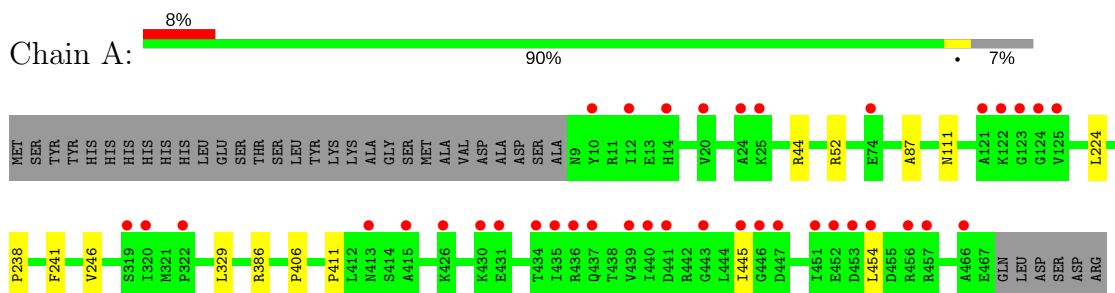 8%
Chain A:
90%
7%
MET SER TYR TYR HIS HIS HIS HIS HIS HIS LEU GLU SER THR SER LEU TYR LYS LYS ALA GLY SER MET ALA VAL ASP ALA ASP SER ALA N9 Y10 R11 I12 E13 H14 V20 A24 K25 R44 R52 E74 A87 N111 A121 K122 G123 G124 V125 L224
P238 F241 V246 S319 I320 M321 P322 L329 R386 P406 P411 L412 N413 S414 A415 K426 K430 E431 T434 I435 R436 Q437 T438 V439 I440 D441 R442 G443 L444 I445 G446 D447 I451 E452 D453 L454 D455 R456 R457 A466 E467 GLN LEU ASP SER ASP ARG